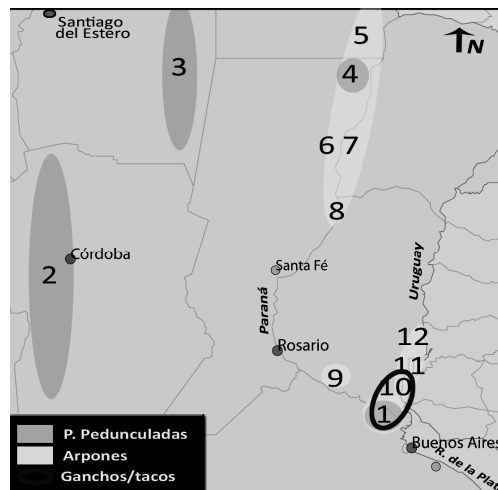 Santiago
del Estero
5
N
3
4
6 7
8
Córdoba
2
Uruguay
Santa Fé
Paraná
12
Rosario
11
9
10
1
P. Pedunculadas
Arpones
Ganchos/tacos
Buenos Aires
R. de la Plata